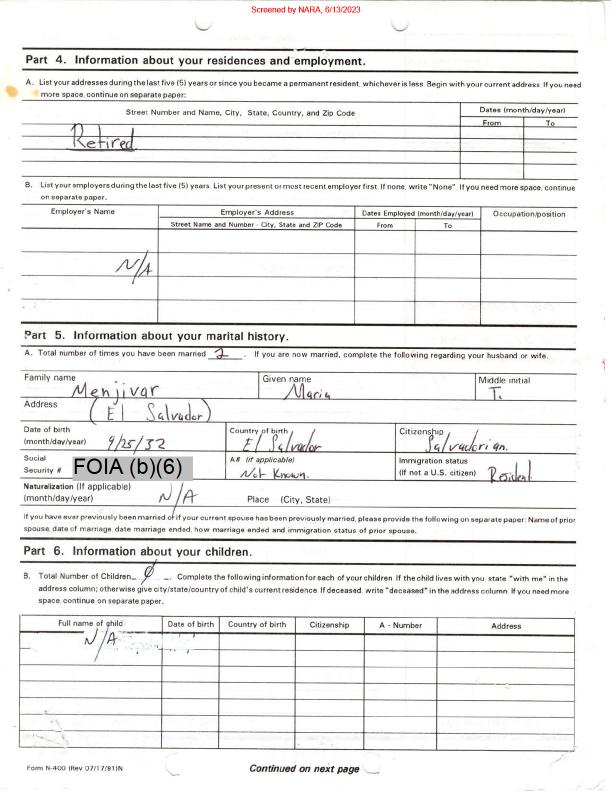 Screened by NARA, 6/13/2023
Part 4. Information about your residences and employment.
A. List your addresses during the last five (5) years or since you became a permanent resident, whichever is less. Begin with your current address. If you need
more space, continue on separate paper:
Street Number and Name, City, State, Country, and Zip Code
Dates (month/day/year)
From To
Retired
B. List your employers during the last five (5) years. List your present or most recent employer first. If none, write "None". If you need more space, continue
on separate paper.
Employer's Name Employer's Address Dates Employed (month/day/year) Occupation/position
Street Name and Number - City, State and ZIP Code From To
N/A
Part 5. Information about your marital history.
A. Total number of times you have been married 2 . If you are now married, complete the following regarding your husband or wife.
Family name Given name Middle initial
Menjivar Maria T.
Address (El Salvador)
Date of birth Country of birth Citizenship
(month/day/year) 9/25/32 El Salvador Salvadorian.
Social A# (if applicable) Immigration status
Security # FOIA (b)(6) Not Known. (If not a U.S. citizen) Resident
Naturalization (If applicable)
(month/day/year) N/A Place (City, State)
If you have ever previously been married or if your current spouse has been previously married, please provide the following on separate paper: Name of prior
spouse, date of marriage, date marriage ended, how marriage ended and immigration status of prior spouse.
Part 6. Information about your children.
B. Total Number of Children 0 . Complete the following information for each of your children. If the child lives with you, state "with me" in the
address column; otherwise give city/state/country of child's current residence. If deceased, write "deceased" in the address column. If you need more
space, continue on separate paper.
Full name of child Date of birth Country of birth Citizenship A - Number Address
N/A
Form N-400 (Rev 07/17/91)N Continued on next page